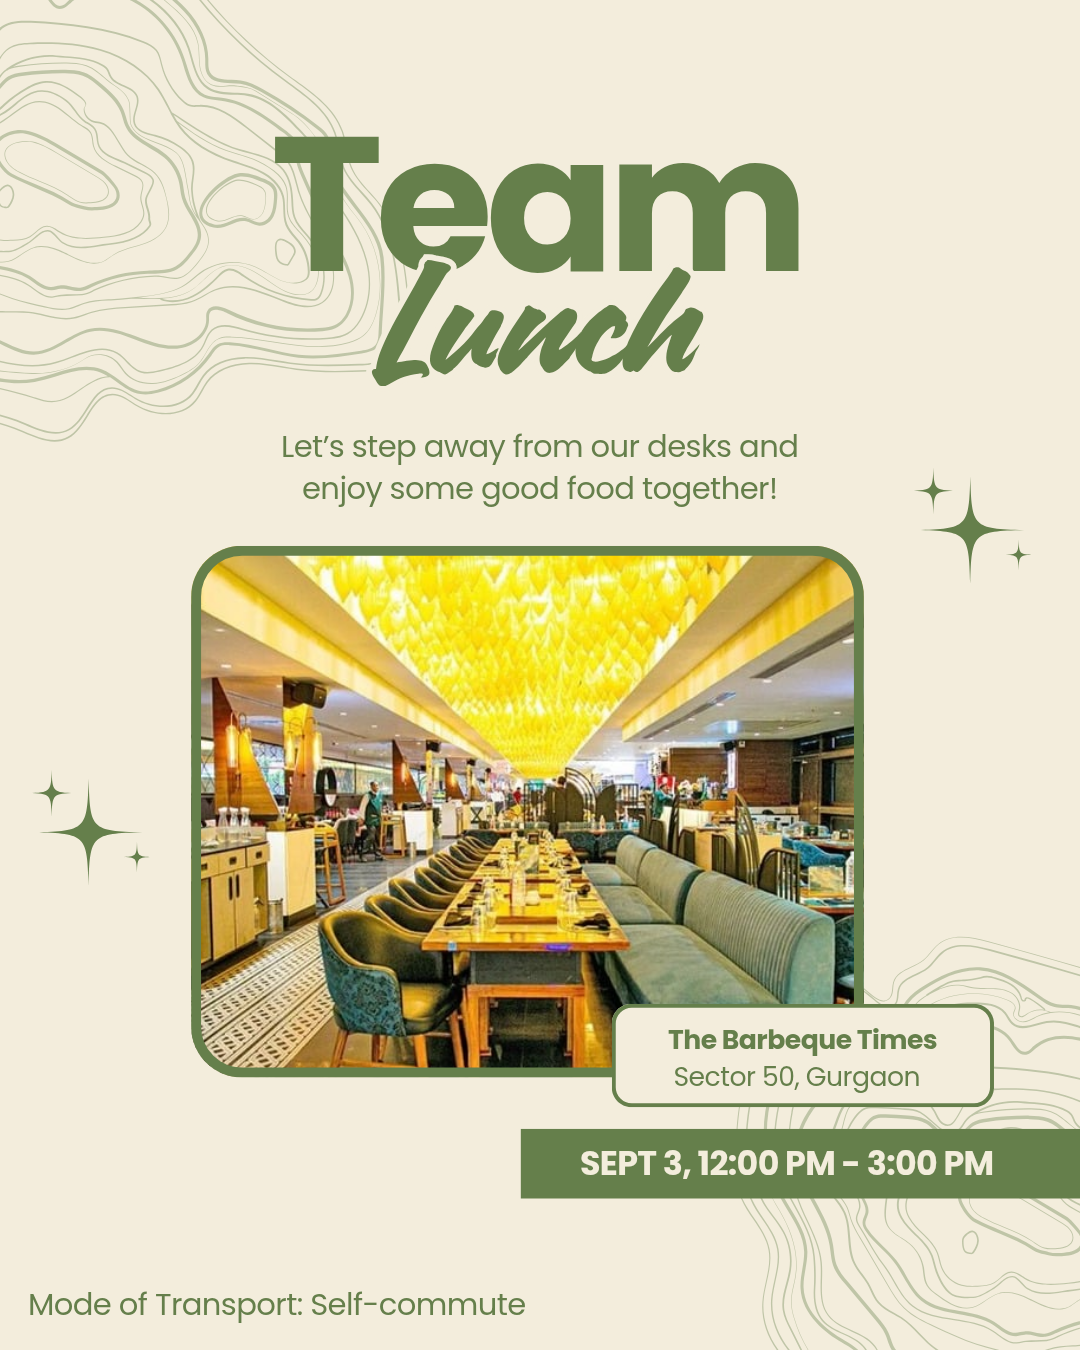 Team
Lunch
Let’s step away from our desks and
enjoy some good food together!
The Barbeque Times
Sector 50, Gurgaon
SEPT 3, 12:00 PM – 3:00 PM
Mode of Transport: Self-commute